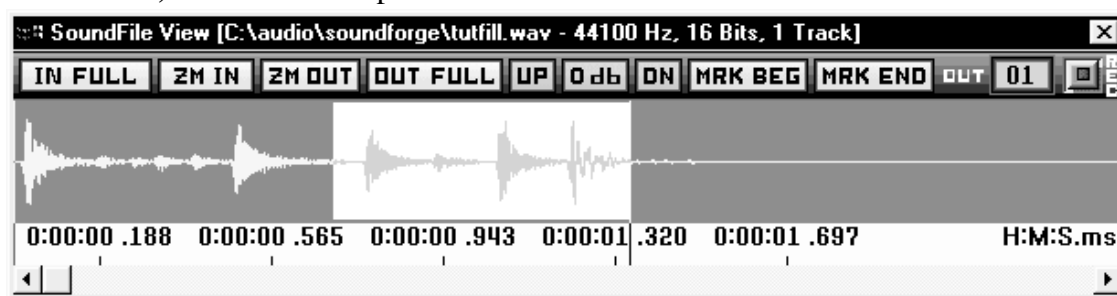 SoundFile View [C:\audio\soundforge\tutfill.wav - 44100 Hz, 16 Bits, 1 Track]
IN FULL ZM IN ZM OUT OUT FULL UP 0 db DN MRK BEG MRK END OUT 01
0:00:00 .188 0:00:00 .565 0:00:00 .943 0:00:01 .320 0:00:01 .697 H:M:S.ms